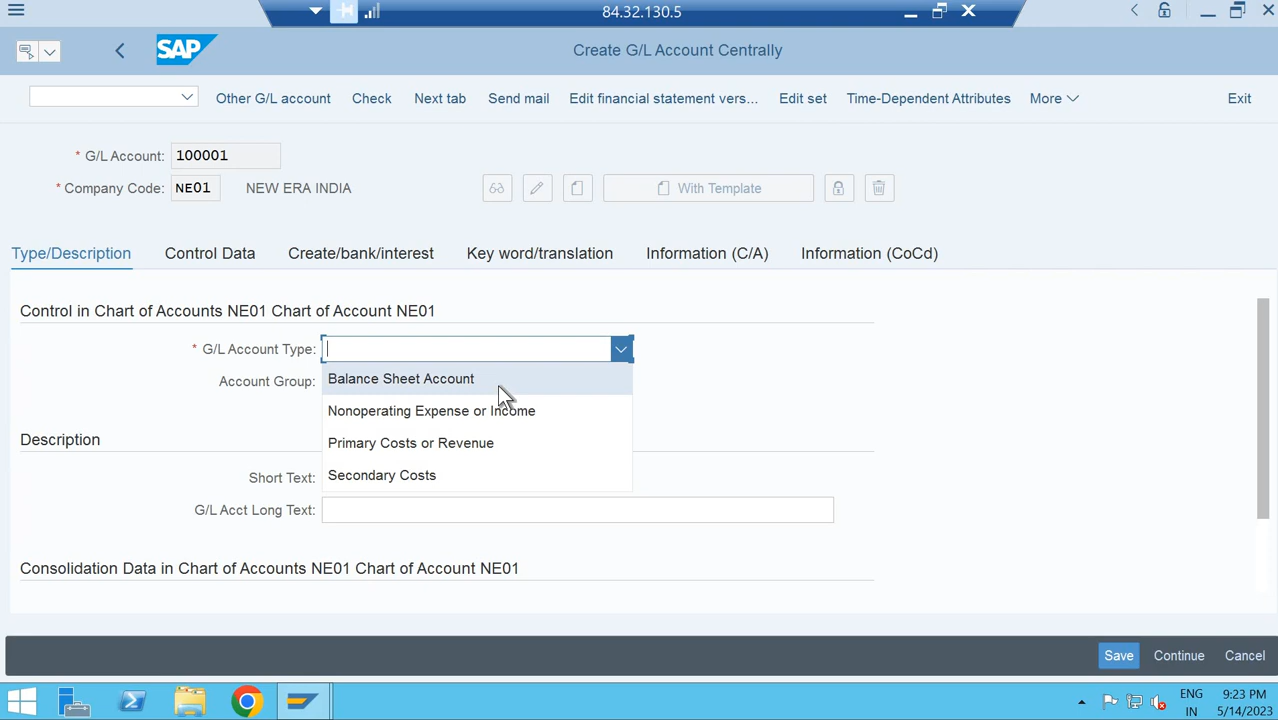 84.32.130.5
SAP
Create G/L Account Centrally
Other G/L account Check Next tab Send mail Edit financial statement vers... Edit set Time-Dependent Attributes More Exit
* G/L Account: 100001
* Company Code: NE01 NEW ERA INDIA
With Template
Type/Description Control Data Create/bank/interest Key word/translation Information (C/A) Information (CoCd)
Control in Chart of Accounts NE01 Chart of Account NE01
* G/L Account Type:
Account Group:
Balance Sheet Account
Nonoperating Expense or Income
Primary Costs or Revenue
Secondary Costs
Description
Short Text:
G/L Acct Long Text:
Consolidation Data in Chart of Accounts NE01 Chart of Account NE01
Save Continue Cancel
ENG 9:23 PM
IN 5/14/2023